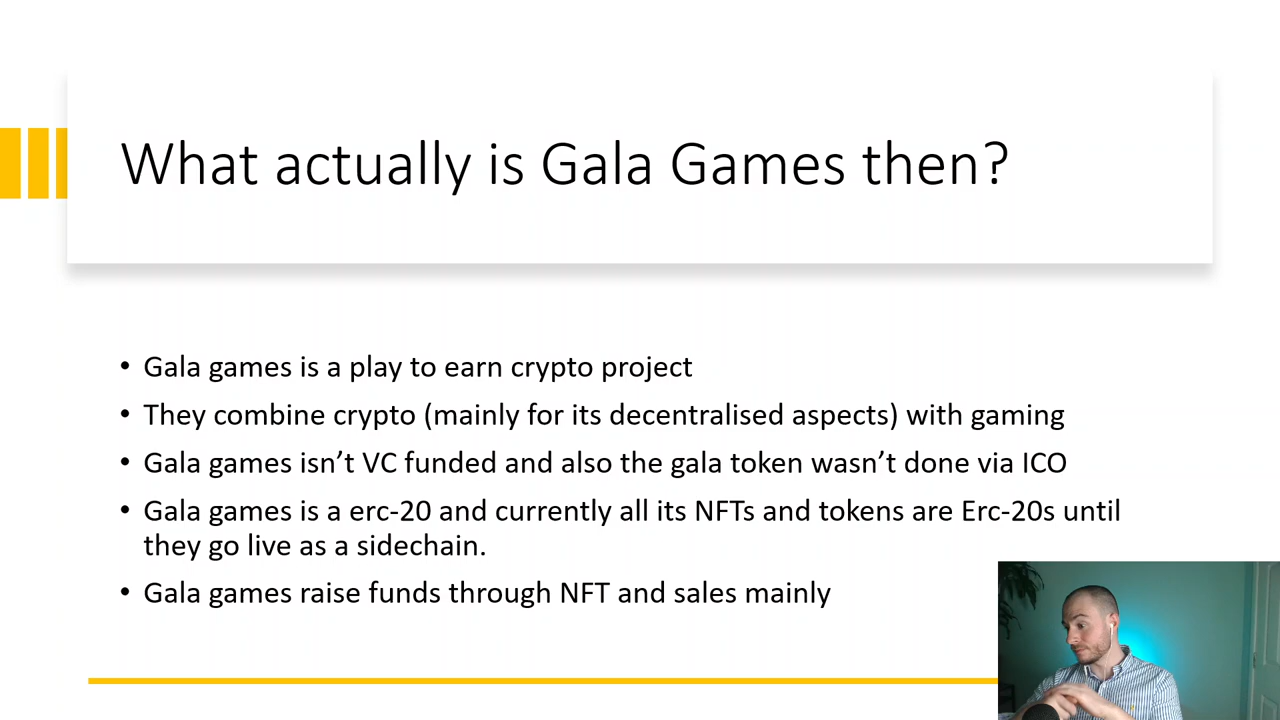 What actually is Gala Games then?
• Gala games is a play to earn crypto project
• They combine crypto (mainly for its decentralised aspects) with gaming
• Gala games isn’t VC funded and also the gala token wasn’t done via ICO
• Gala games is a erc-20 and currently all its NFTs and tokens are Erc-20s until
they go live as a sidechain.
• Gala games raise funds through NFT and sales mainly